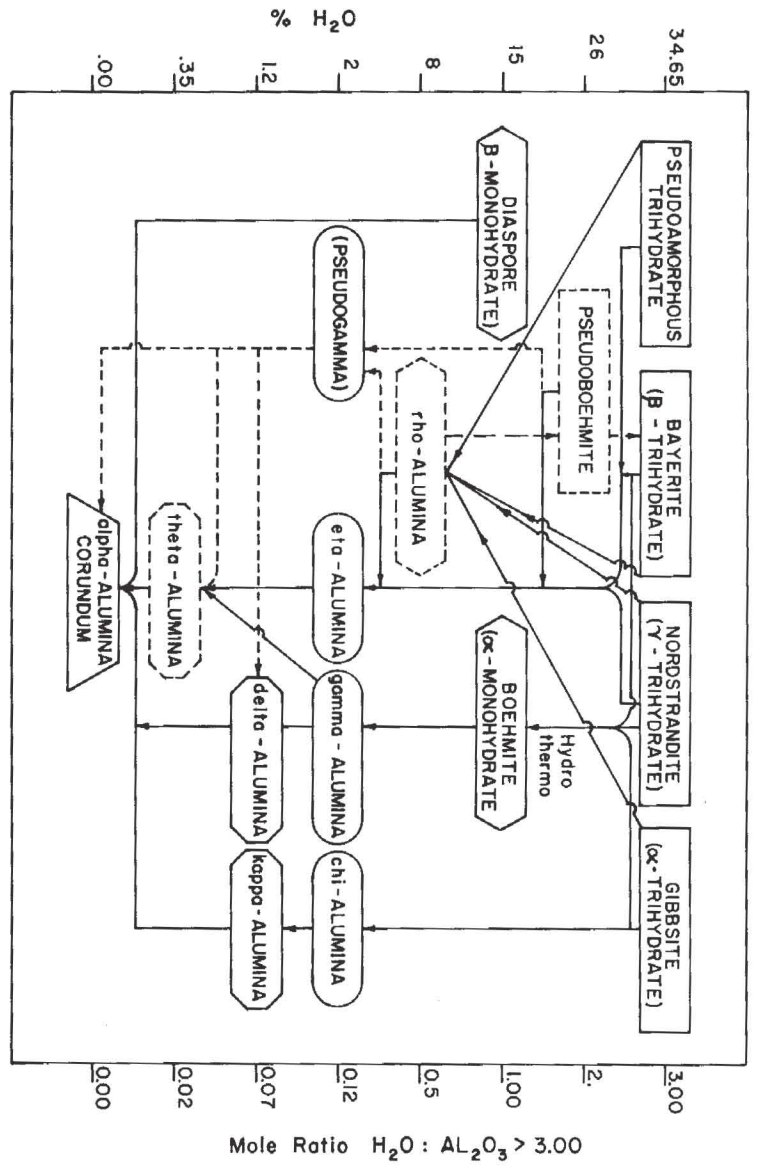 % H₂O
34.65
26
15
8
2
1.2
.35
.00
PSEUDOAMORPHOUS
TRIHYDRATE
BAYERITE
(β - TRIHYDRATE)
NORDSTRANDITE
(γ - TRIHYDRATE)
GIBBSITE
(α-TRIHYDRATE)
PSEUDOBOEHMITE
Hydro
thermo
DIASPORE
β-MONOHYDRATE)
BOEHMITE
(α-MONOHYDRATE)
rho-ALUMINA
(PSEUDOGAMMA)
eta-ALUMINA
gamma-ALUMINA
chi-ALUMINA
delta-ALUMINA
kappa-ALUMINA
theta-ALUMINA
alpha-ALUMINA
CORUNDUM
3.00
2.
1.00
0.5
0.12
0.07
0.02
0.00
Mole Ratio H₂O : AL₂O₃ > 3.00